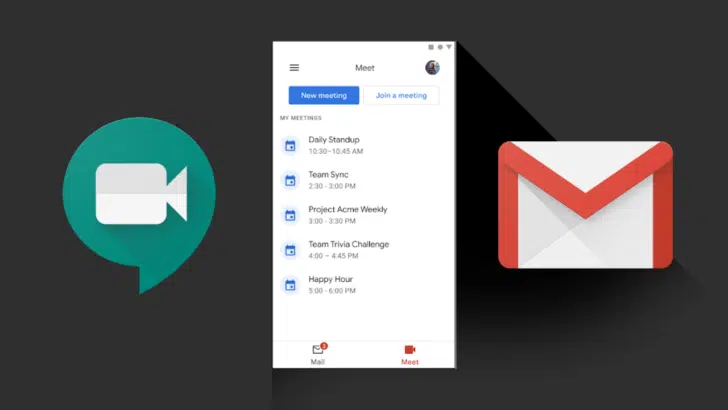 Meet
New meeting
Join a meeting
MY MEETINGS
Daily Standup
10:30–10:45 AM
Team Sync
2:30 - 3:00 PM
Project Acme Weekly
3:00 - 3:30 PM
Team Trivia Challenge
4:00 – 4:45 PM
Happy Hour
5:00 - 6:00 PM
1
Mail
Meet